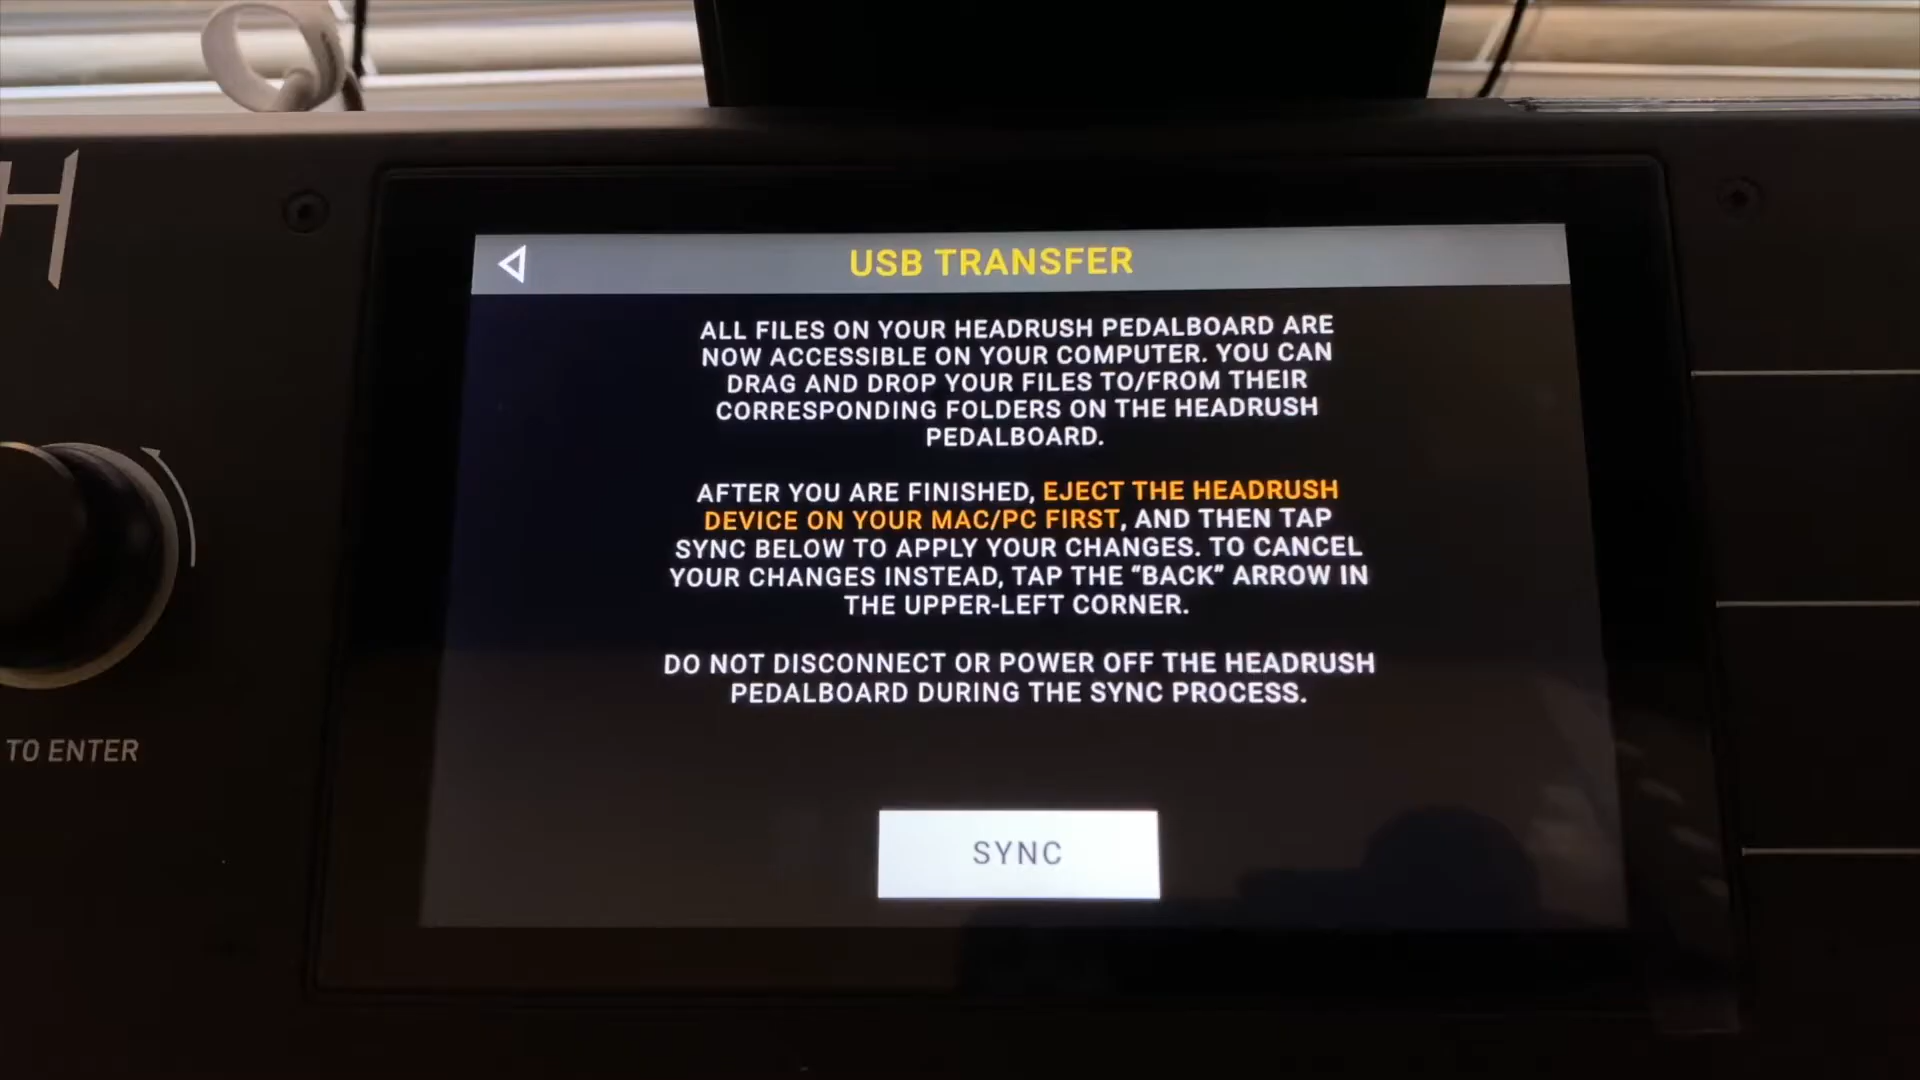 H
USB TRANSFER
ALL FILES ON YOUR HEADRUSH PEDALBOARD ARE
NOW ACCESSIBLE ON YOUR COMPUTER. YOU CAN
DRAG AND DROP YOUR FILES TO/FROM THEIR
CORRESPONDING FOLDERS ON THE HEADRUSH
PEDALBOARD.
AFTER YOU ARE FINISHED, EJECT THE HEADRUSH
DEVICE ON YOUR MAC/PC FIRST, AND THEN TAP
SYNC BELOW TO APPLY YOUR CHANGES. TO CANCEL
YOUR CHANGES INSTEAD, TAP THE “BACK” ARROW IN
THE UPPER-LEFT CORNER.
DO NOT DISCONNECT OR POWER OFF THE HEADRUSH
PEDALBOARD DURING THE SYNC PROCESS.
TO ENTER
SYNC